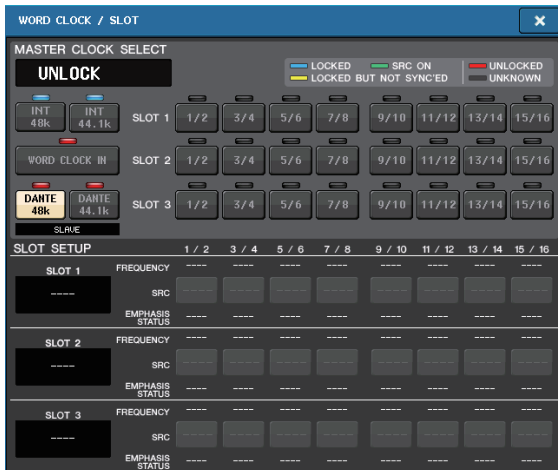 WORD CLOCK / SLOT ×
MASTER CLOCK SELECT
UNLOCK
LOCKED SRC ON UNLOCKED
LOCKED BUT NOT SYNC'ED UNKNOWN
INT 48k INT 44.1k SLOT 1 1/2 3/4 5/6 7/8 9/10 11/12 13/14 15/16
WORD CLOCK IN SLOT 2 1/2 3/4 5/6 7/8 9/10 11/12 13/14 15/16
DANTE 48k DANTE 44.1k SLOT 3 1/2 3/4 5/6 7/8 9/10 11/12 13/14 15/16
SLAVE
SLOT SETUP 1 / 2 3 / 4 5 / 6 7 / 8 9 / 10 11 / 12 13 / 14 15 / 16
SLOT 1 FREQUENCY ---- ---- ---- ---- ---- ---- ---- ----
---- SRC ---- ---- ---- ---- ---- ---- ---- ----
EMPHASIS STATUS ---- ---- ---- ---- ---- ---- ---- ----
SLOT 2 FREQUENCY ---- ---- ---- ---- ---- ---- ---- ----
---- SRC ---- ---- ---- ---- ---- ---- ---- ----
EMPHASIS STATUS ---- ---- ---- ---- ---- ---- ---- ----
SLOT 3 FREQUENCY ---- ---- ---- ---- ---- ---- ---- ----
---- SRC ---- ---- ---- ---- ---- ---- ---- ----
EMPHASIS STATUS ---- ---- ---- ---- ---- ---- ---- ----